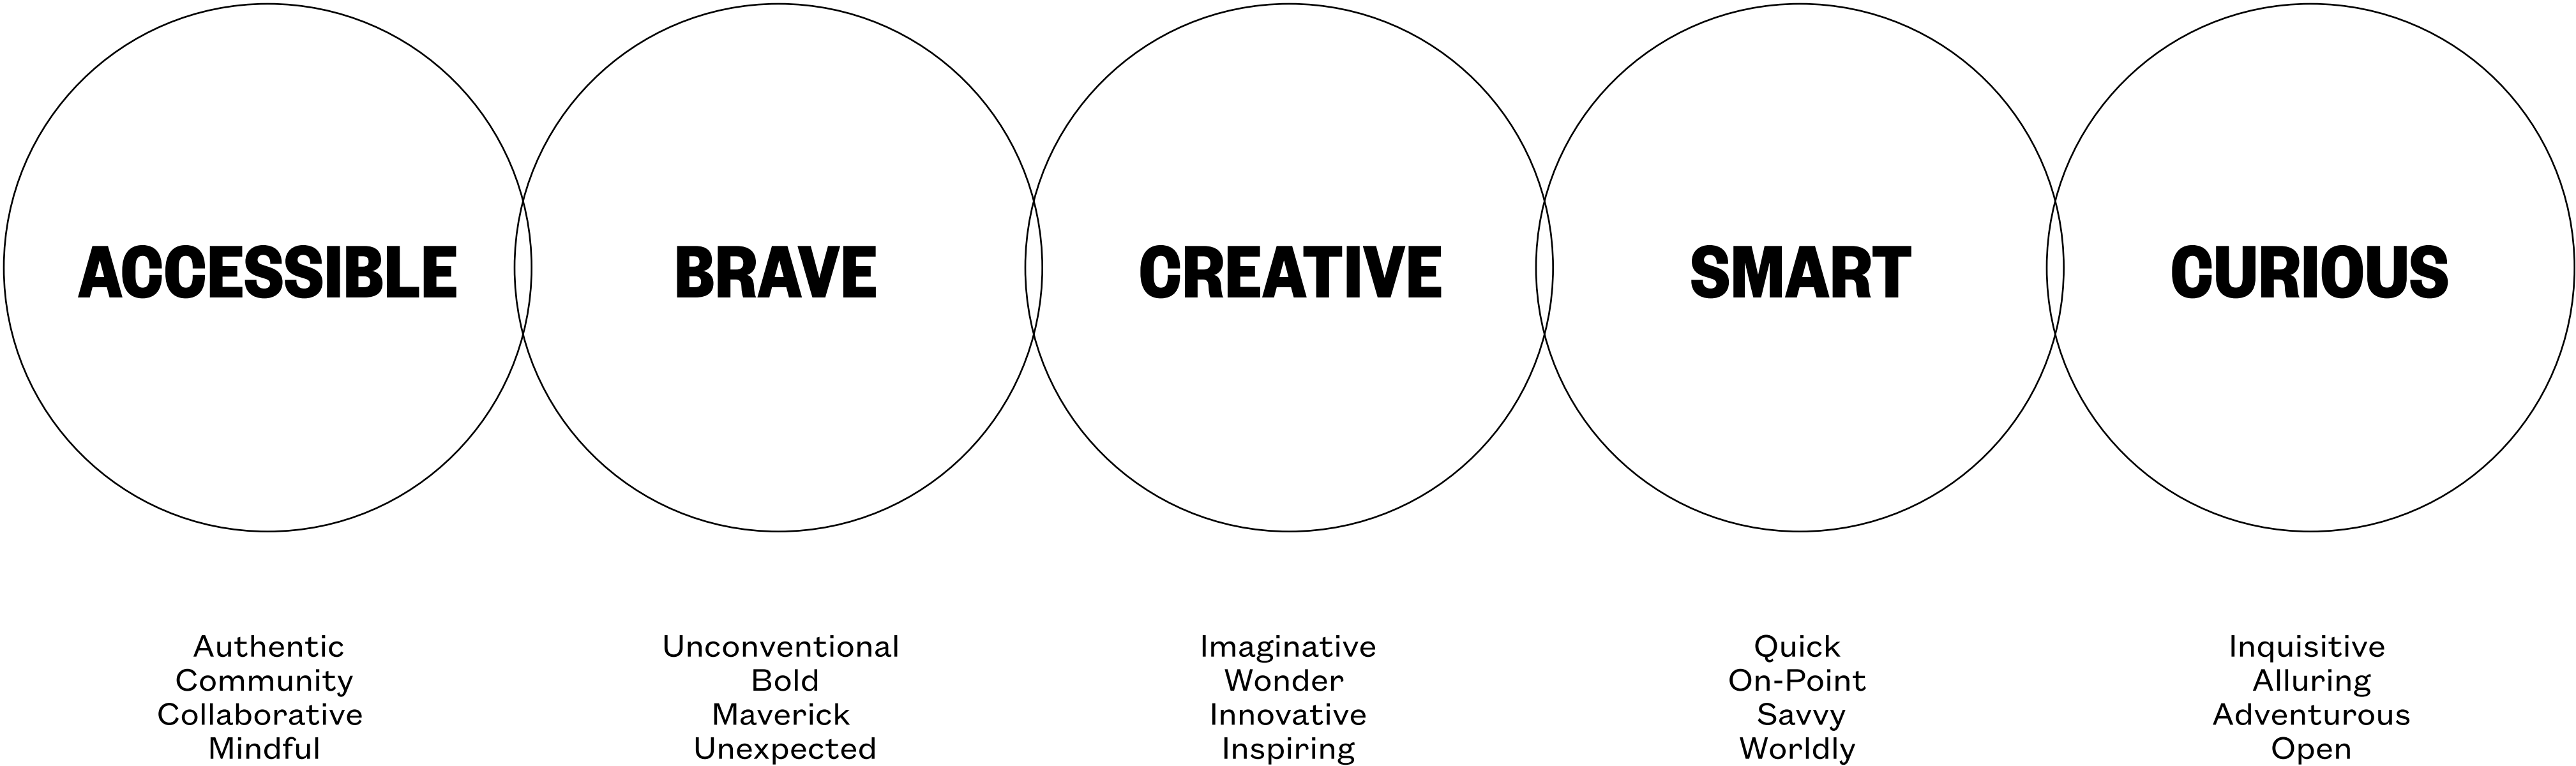 ACCESSIBLE
BRAVE
CREATIVE
SMART
CURIOUS
Authentic
Community
Collaborative
Mindful
Unconventional
Bold
Maverick
Unexpected
Imaginative
Wonder
Innovative
Inspiring
Quick
On-Point
Savvy
Worldly
Inquisitive
Alluring
Adventurous
Open